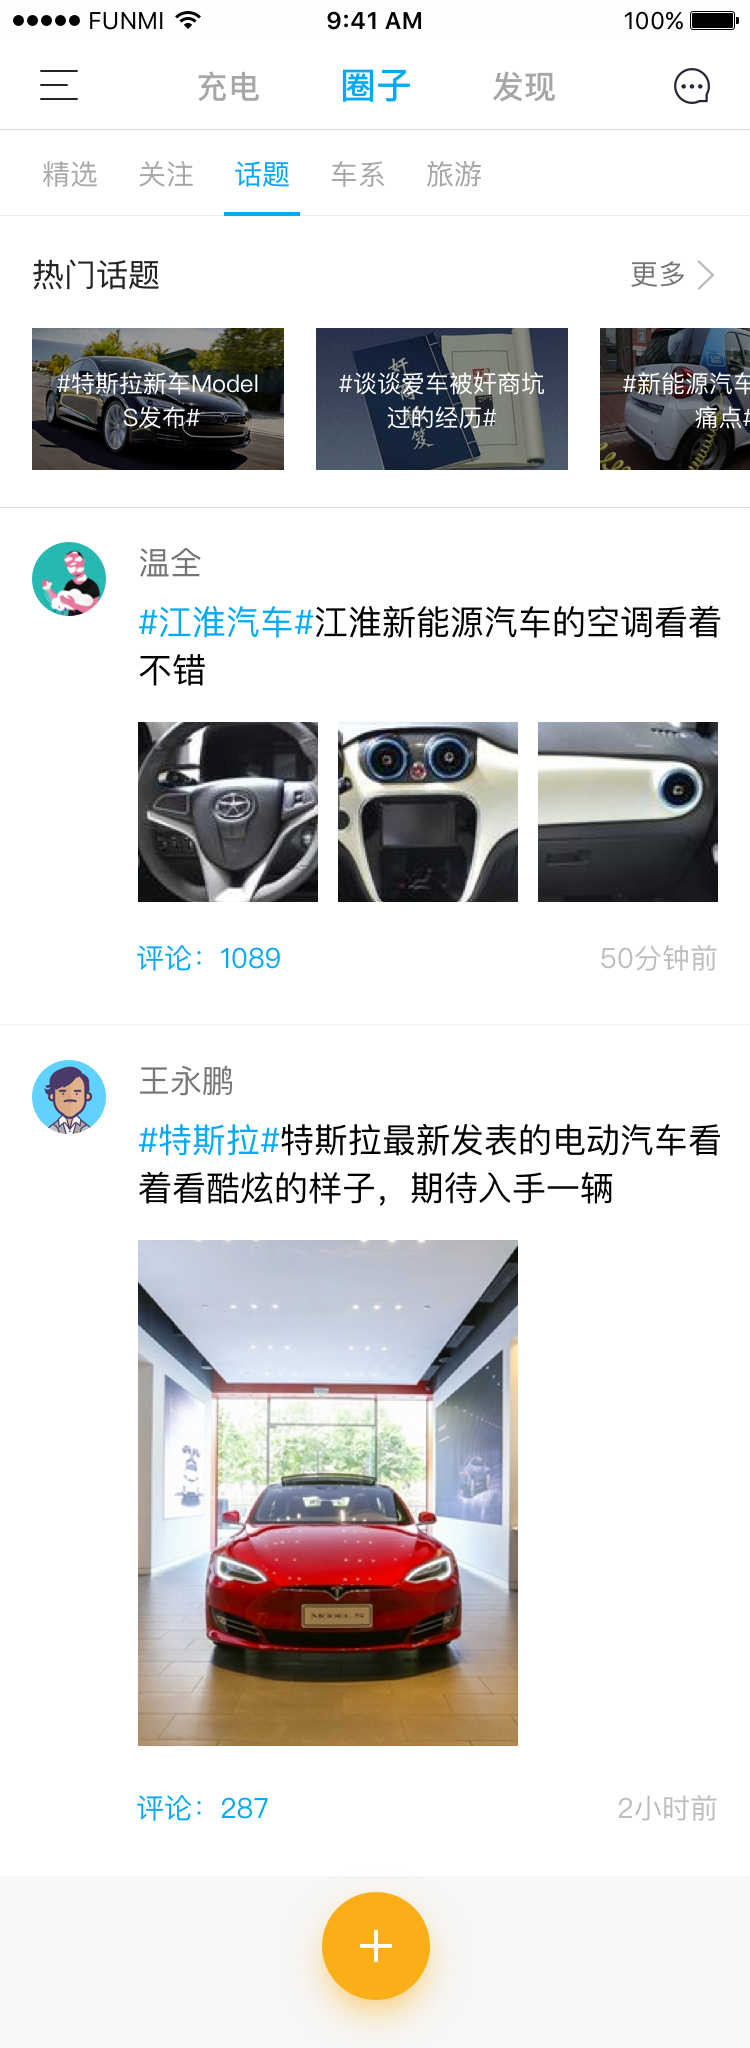 FUNMI
9:41 AM
100%
充电
圈子
发现
精选
关注
话题
车系
旅游
热门话题
更多
#特斯拉新车Model
S发布#
#谈谈爱车被奸商坑
过的经历#
#新能源汽车
痛点#
温全
#江淮汽车#江淮新能源汽车的空调看着
不错
评论：1089
50分钟前
王永鹏
#特斯拉#特斯拉最新发表的电动汽车看
着看酷炫的样子，期待入手一辆
MODEL S
评论：287
2小时前